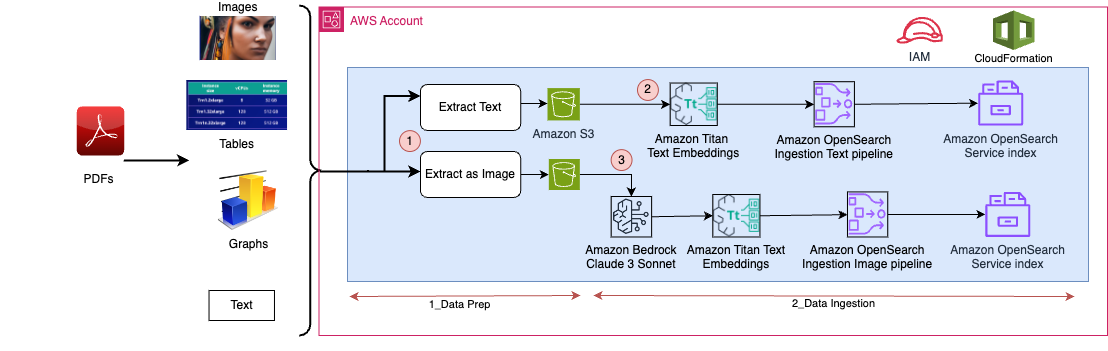 Images
AWS Account
IAM
CloudFormation
Instance size
vCPUs
Instance memory
Trn1.2xlarge
8
32 GB
Trn1.32xlarge
128
512 GB
Trn1n.32xlarge
128
512 GB
Tables
PDFs
Graphs
Text
1
Extract Text
Amazon S3
2
Tt
Amazon Titan
Text Embeddings
Amazon OpenSearch
Ingestion Text pipeline
Amazon OpenSearch
Service index
Extract as Image
3
Amazon Bedrock
Claude 3 Sonnet
Tt
Amazon Titan Text
Embeddings
Amazon OpenSearch
Ingestion Image pipeline
Amazon OpenSearch
Service index
1_Data Prep
2_Data Ingestion